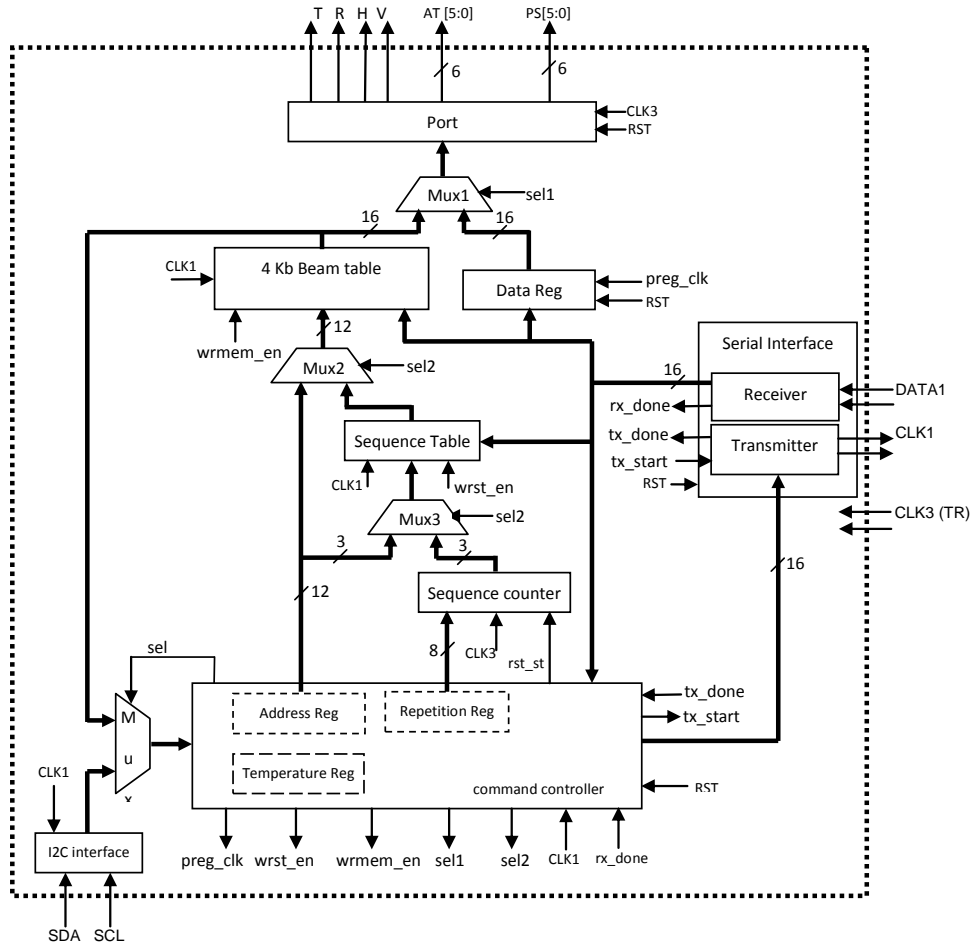 T R H V AT [5:0] PS[5:0]
6 6
Port
CLK3
RST
Mux1
sel1
16 16
4 Kb Beam table
CLK1
Data Reg
preg_clk
RST
wrmem_en
12
Mux2
sel2
Serial Interface
16
Receiver
DATA1
rx_done
Sequence Table
tx_done
Transmitter
CLK1
tx_start
RST
CLK1
wrst_en
Mux3
sel2
CLK3 (TR)
3 3
16
12
Sequence counter
8
CLK3
rst_st
sel
M
u
x
Address Reg
Repetition Reg
tx_done
tx_start
Temperature Reg
CLK1
command controller
RST
I2C interface
preg_clk wrst_en wrmem_en sel1 sel2 CLK1 rx_done
SDA SCL